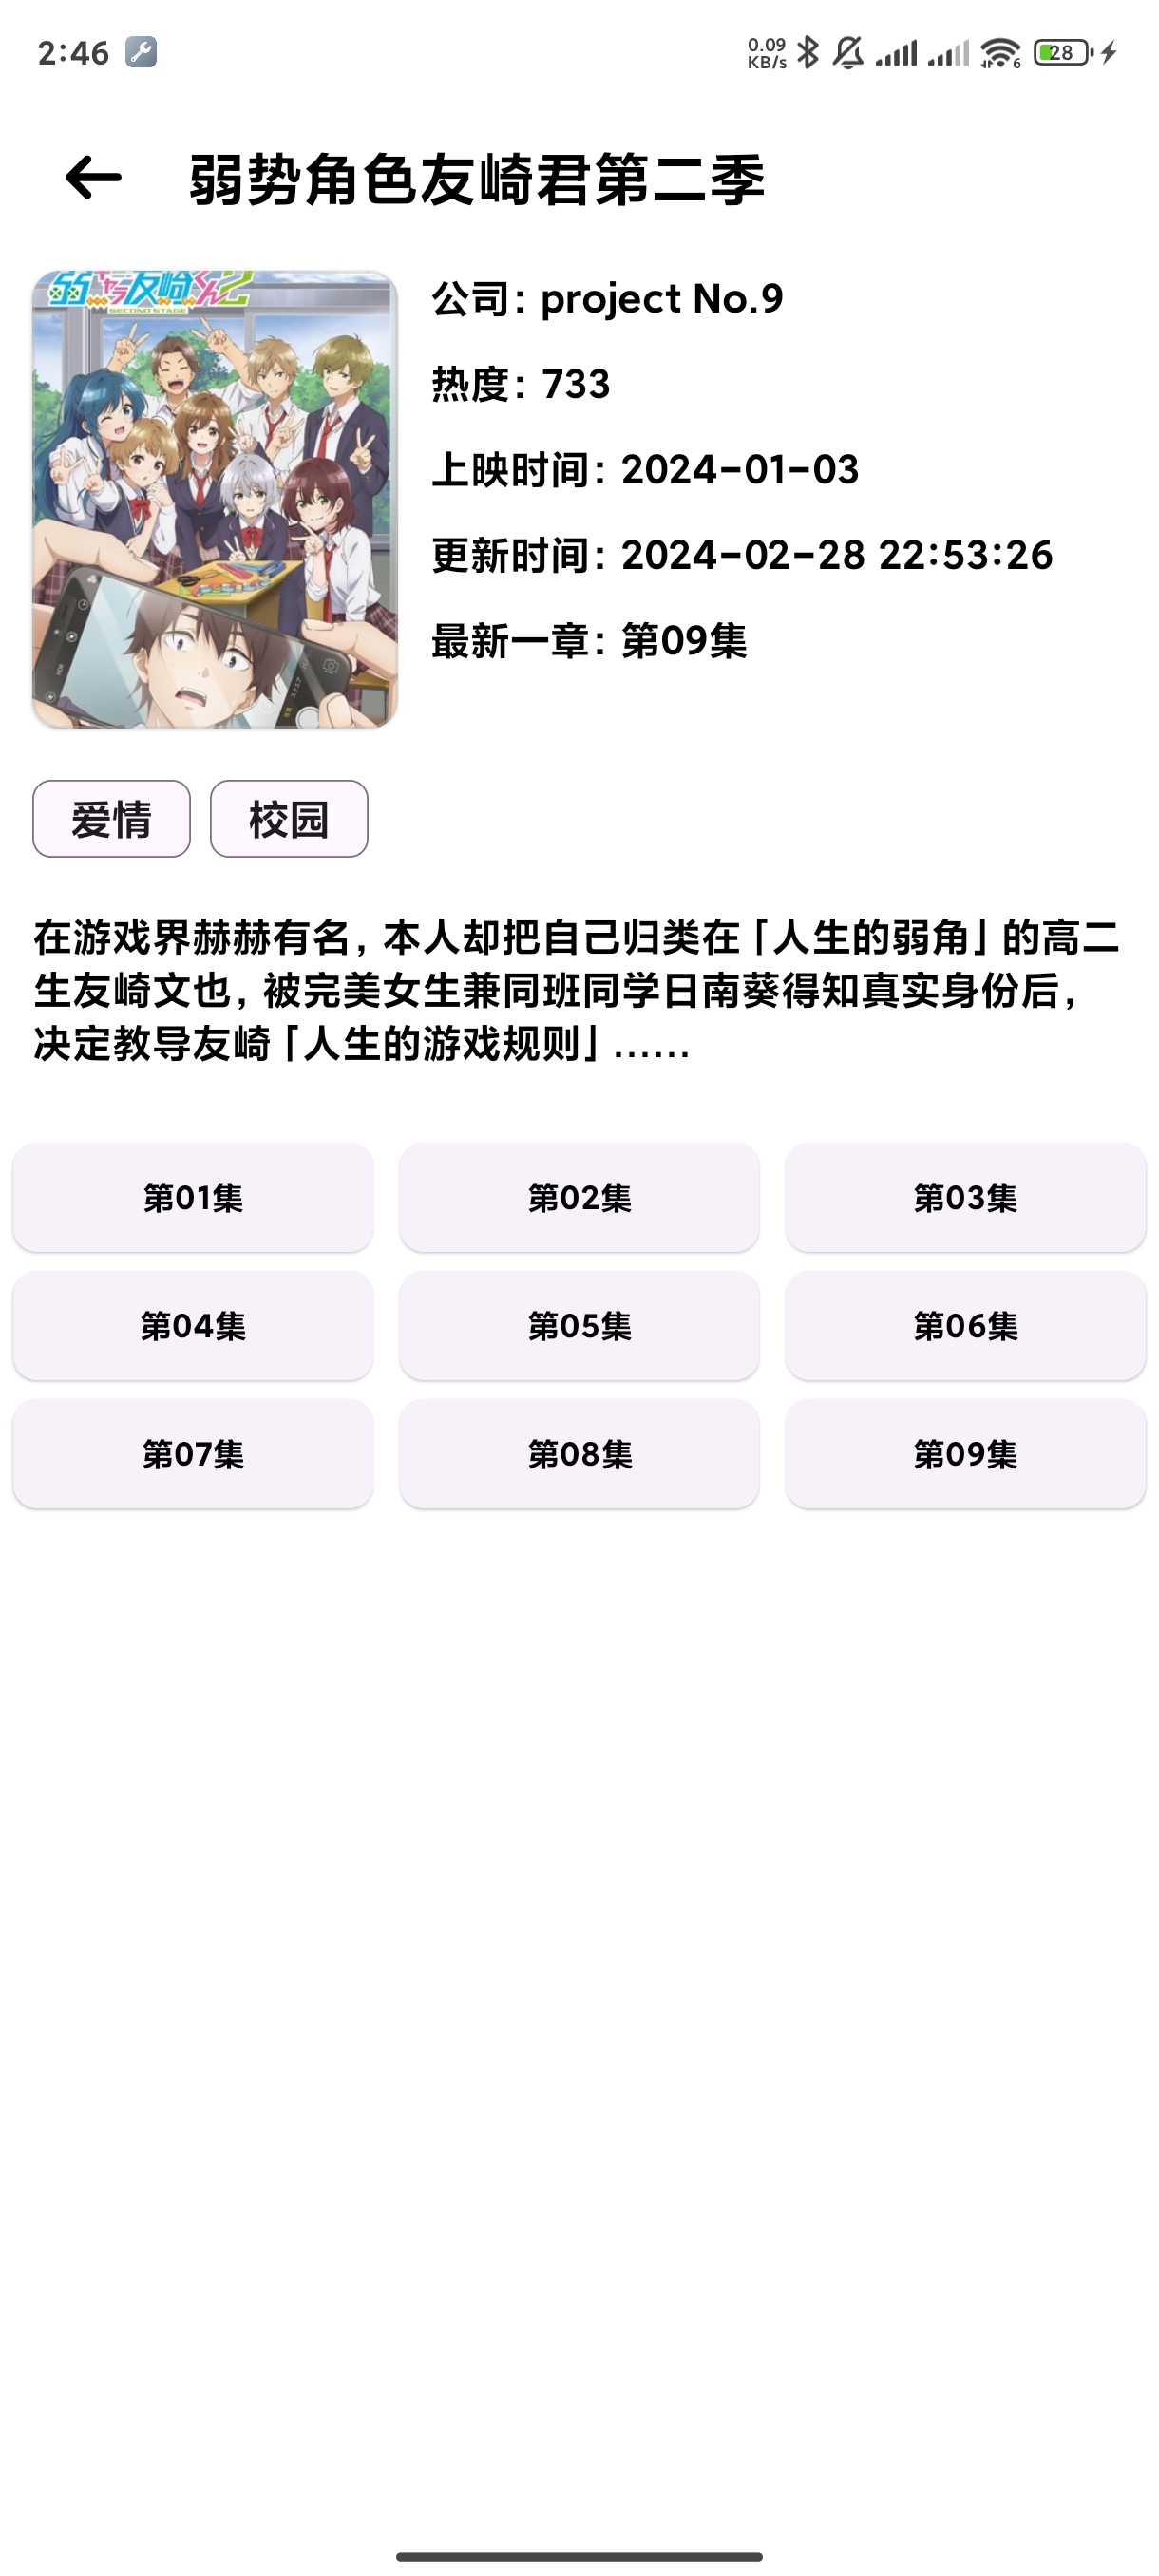 2:46
0.09
KB/s
6
28
弱势角色友崎君第二季
弱キャラ友崎くん2
SECOND STAGE
公司: project No.9
热度: 733
上映时间: 2024-01-03
更新时间: 2024-02-28 22:53:26
最新一章: 第09集
爱情
校园
在游戏界赫赫有名, 本人却把自己归类在「人生的弱角」的高二
生友崎文也, 被完美女生兼同班同学日南葵得知真实身份后,
决定教导友崎「人生的游戏规则」......
第01集
第02集
第03集
第04集
第05集
第06集
第07集
第08集
第09集